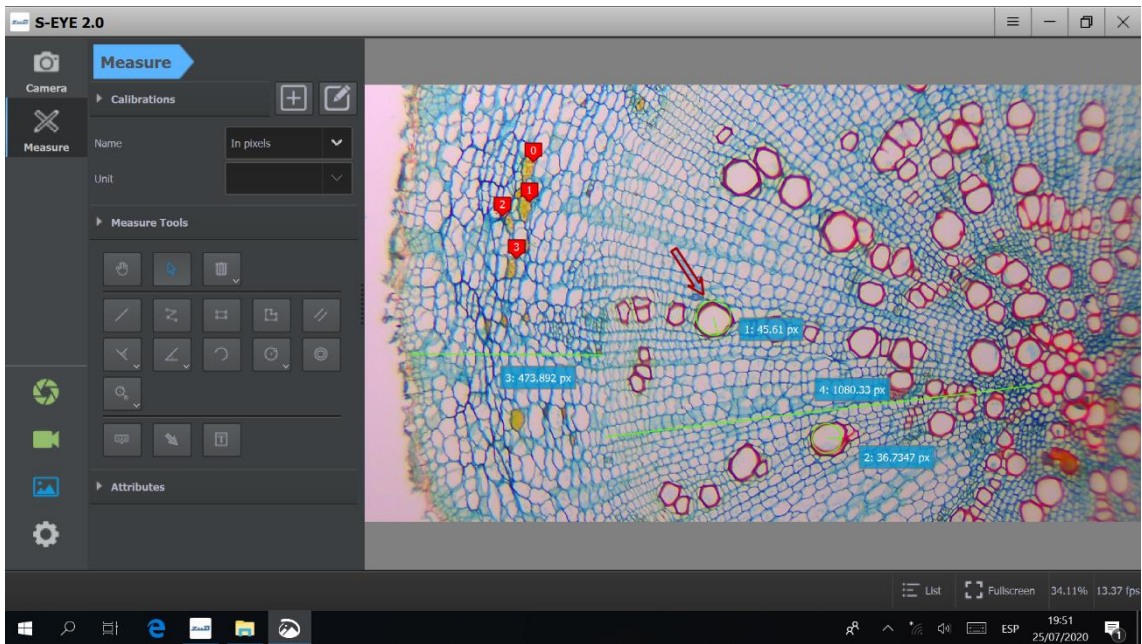 S-EYE 2.0
Camera
Measure
Measure
Calibrations
Name
In pixels
Unit
Measure Tools
T
Attributes
0
1
2
3
1: 45.61 px
3: 473.892 px
4: 1080.33 px
2: 36.7347 px
List
Fullscreen
34.11%
13.37 fps
ESP
19:51
25/07/2020
1